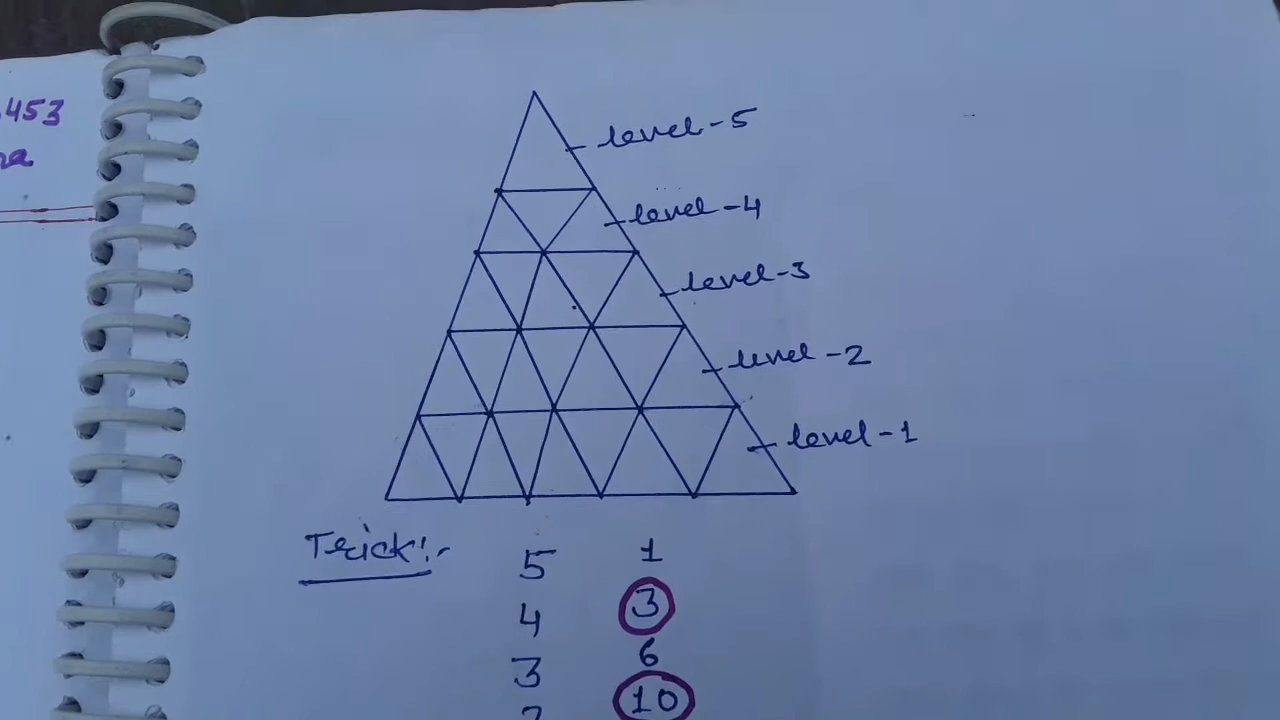 453
level-5
level-4
level-3
level-2
level-1
Trick:-
5 1
4 3
3 6
10